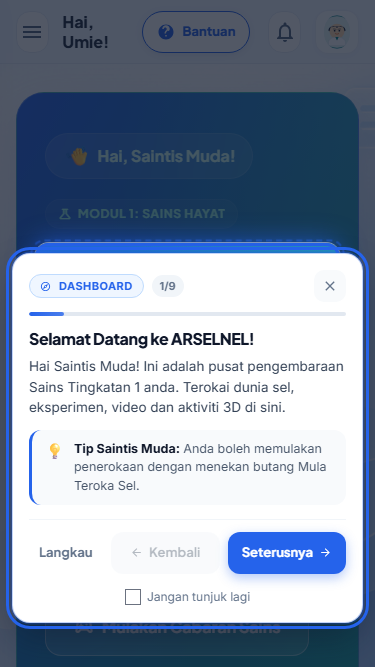 Hai,
Umie!
Bantuan
Hai, Saintis Muda!
MODUL 1: SAINS HAYAT
DASHBOARD
1/9
Selamat Datang ke ARSELNEL!
Hai Saintis Muda! Ini adalah pusat pengembaraan
Sains Tingkatan 1 anda. Terokai dunia sel,
eksperimen, video dan aktiviti 3D di sini.
Tip Saintis Muda: Anda boleh memulakan
penerokaan dengan menekan butang Mula
Teroka Sel.
Langkau
Kembali
Seterusnya
Jangan tunjuk lagi
Mulakan Cabaran Sains